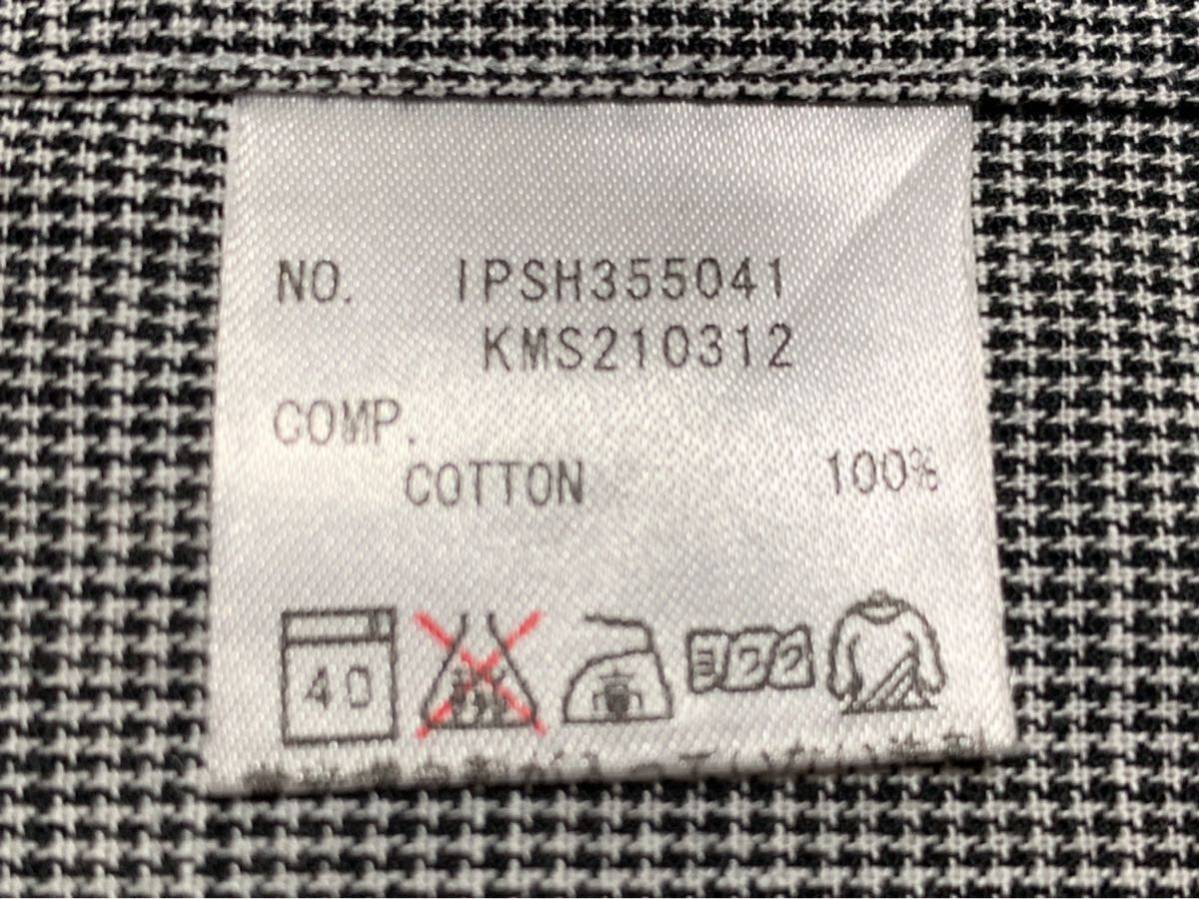 NO. IPSH355041
KMS210312
COMP.
COTTON 100%
40